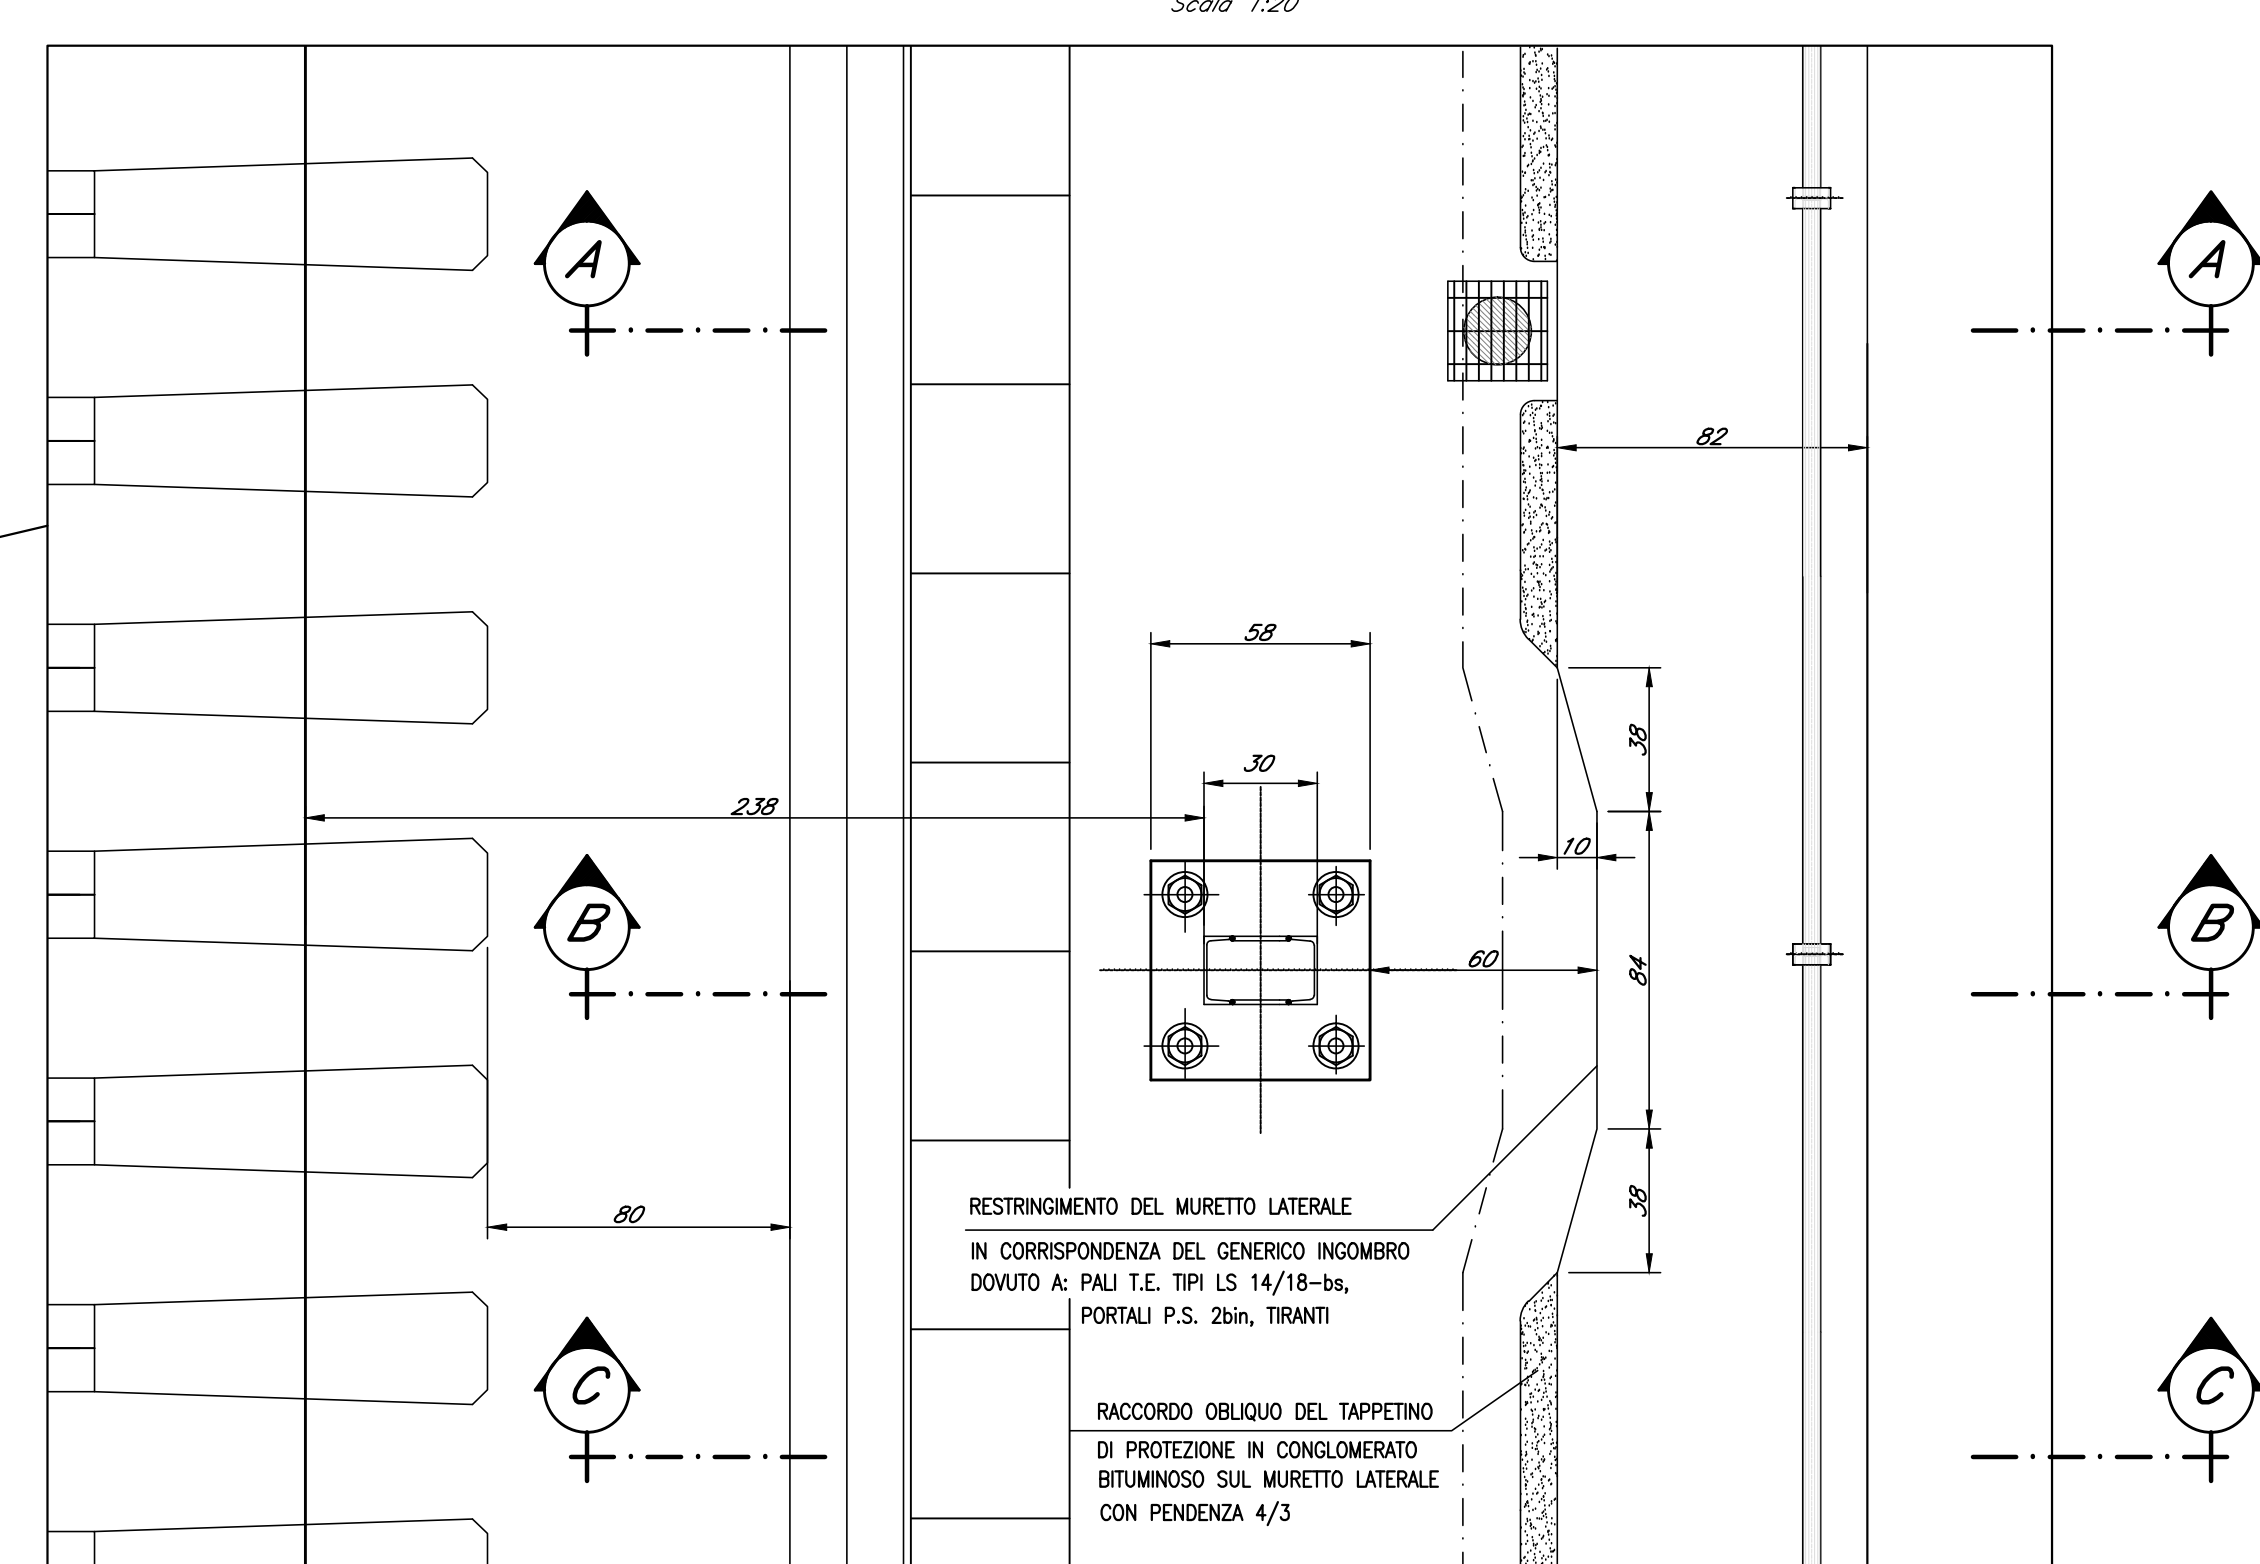 Scala 1:20
A
A
82
58
38
30
238
10
B
B
60
84
38
80
RESTRINGIMENTO DEL MURETTO LATERALE
IN CORRISPONDENZA DEL GENERICO INGOMBRO
DOVUTO A: PALI T.E. TIPI LS 14/18-bs,
PORTALI P.S. 2bin, TIRANTI
C
C
RACCORDO OBLIQUO DEL TAPPETINO
DI PROTEZIONE IN CONGLOMERATO
BITUMINOSO SUL MURETTO LATERALE
CON PENDENZA 4/3